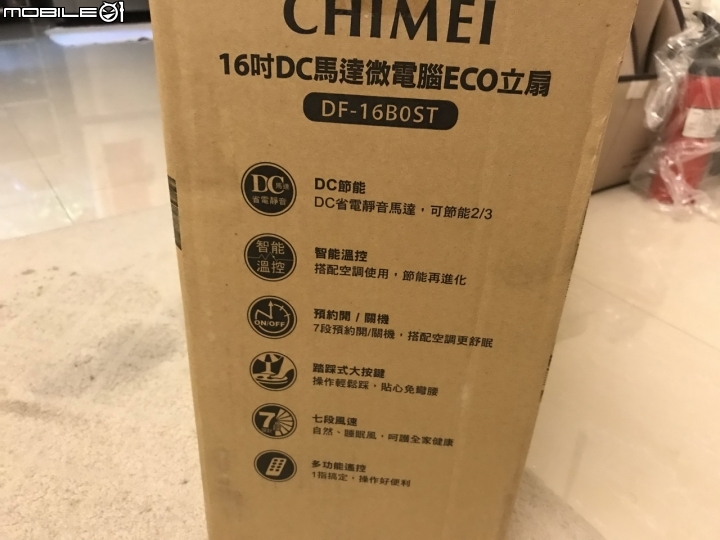 MOBILE01
CHIMEI
16吋DC馬達微電腦ECO立扇
DF-16B0ST
DC馬達
省電靜音
DC節能
DC省電靜音馬達，可節能2/3
智能
溫控
智能溫控
搭配空調使用，節能再進化
ON/OFF
預約開 / 關機
7段預約開/關機，搭配空調更舒眠
踏踩式大按鍵
操作輕鬆踩，貼心免彎腰
7
七段風速
自然、睡眠風，呵護全家健康
多功能遙控
1指搞定，操作好便利